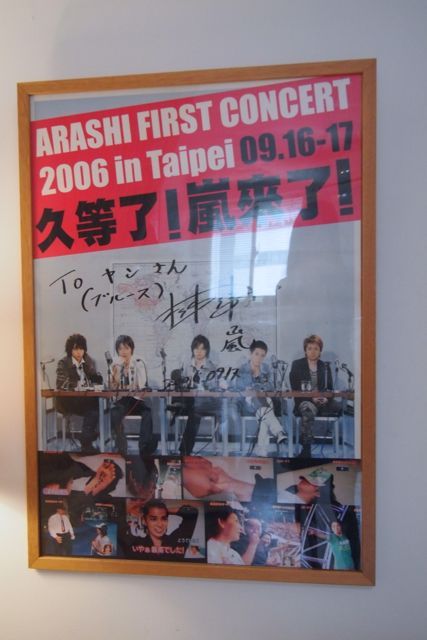 ARASHI FIRST CONCERT
2006 in Taipei 09.16-17
久等了!嵐來了!
To ヤン さん
(ブルース)
嵐
いやぁ最高でした!